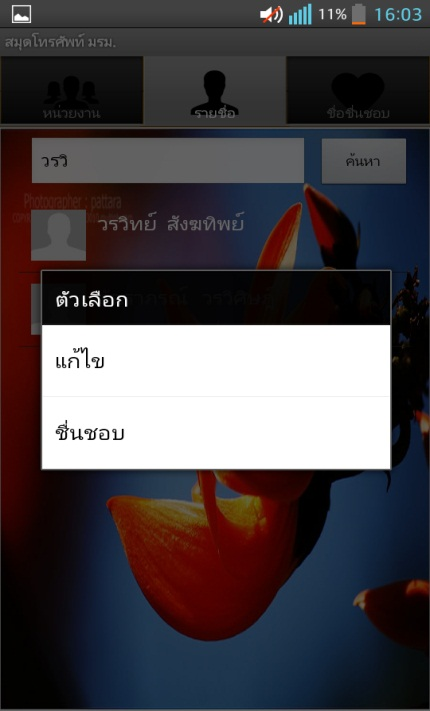 11% 16:03
สมุดโทรศัพท์ มรม.
หน่วยงาน รายชื่อ ชื่อชื่นชอบ
วรวิ ค้นหา
Photographer : pattara
วรวิทย์ สังฆทิพย์
ตัวเลือก
แก้ไข
ชื่นชอบ